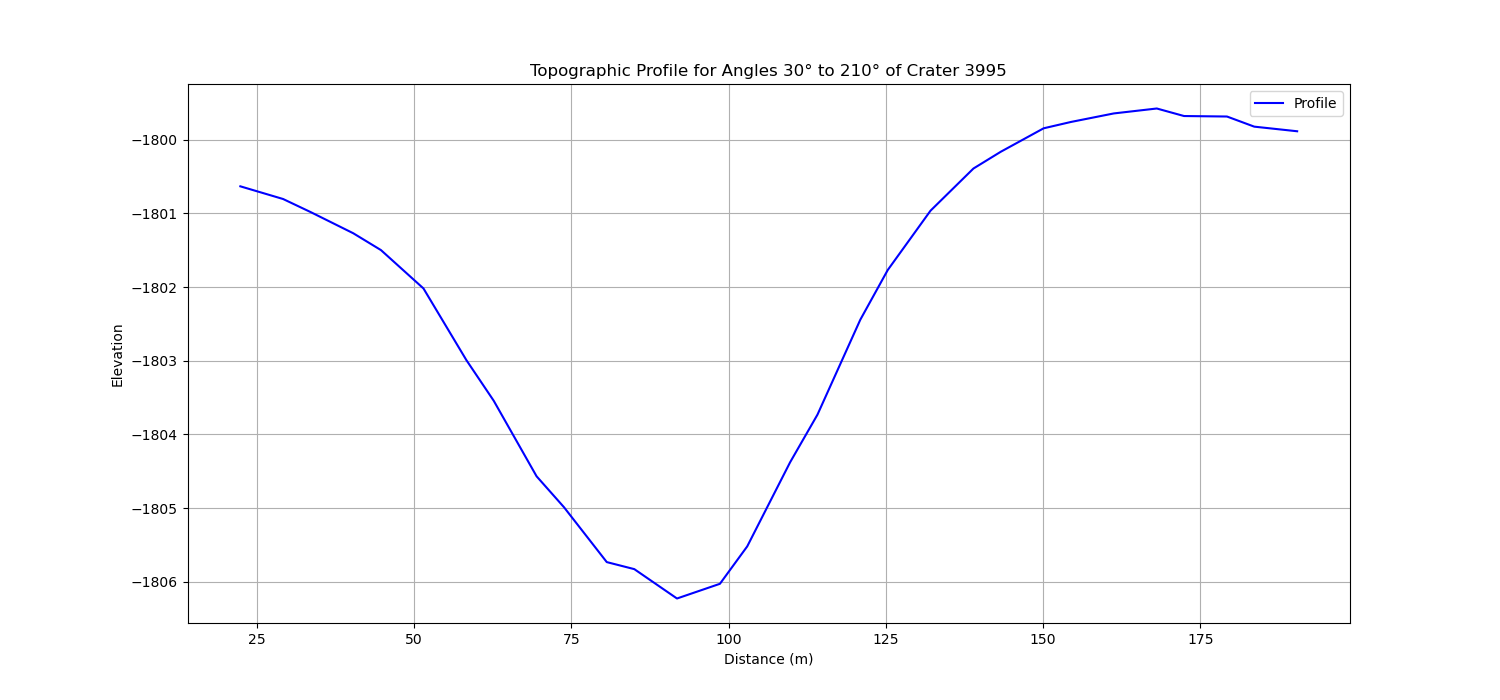 Topographic Profile for Angles 30° to 210° of Crater 3995
Profile
−1800
−1801
−1802
−1803
−1804
−1805
−1806
Elevation
25 50 75 100 125 150 175
Distance (m)